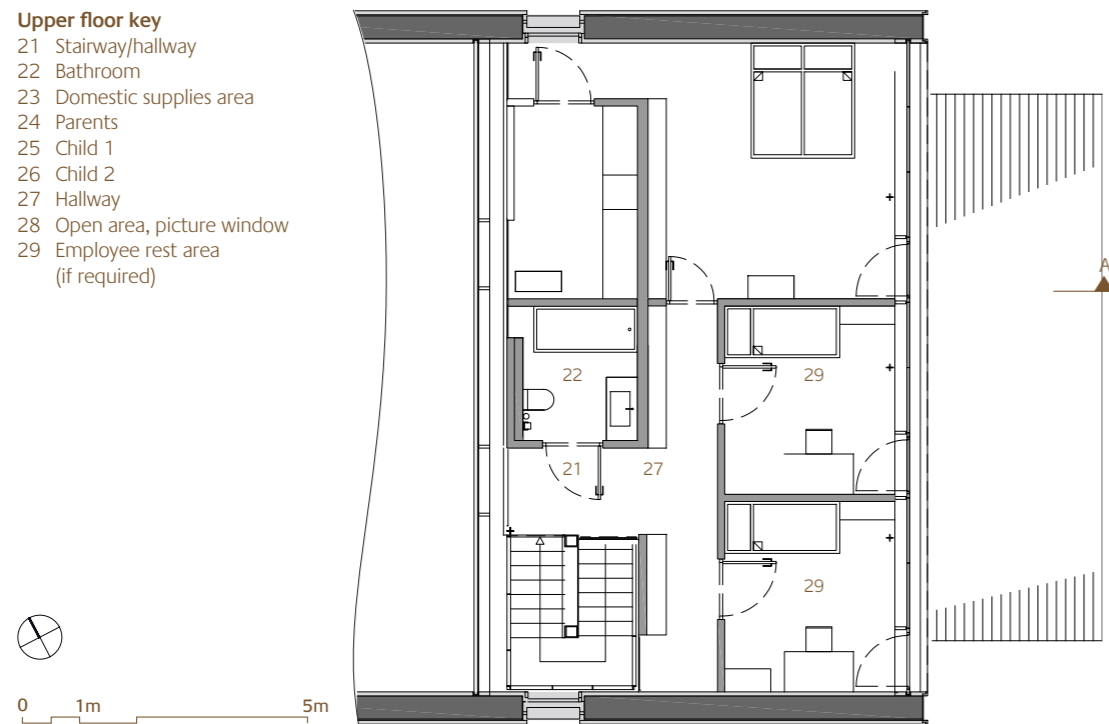 Upper floor key
21 Stairway/hallway
22 Bathroom
23 Domestic supplies area
24 Parents
25 Child 1
26 Child 2
27 Hallway
28 Open area, picture window
29 Employee rest area
(if required)
A
29
22
21
27
29
0 1m 5m